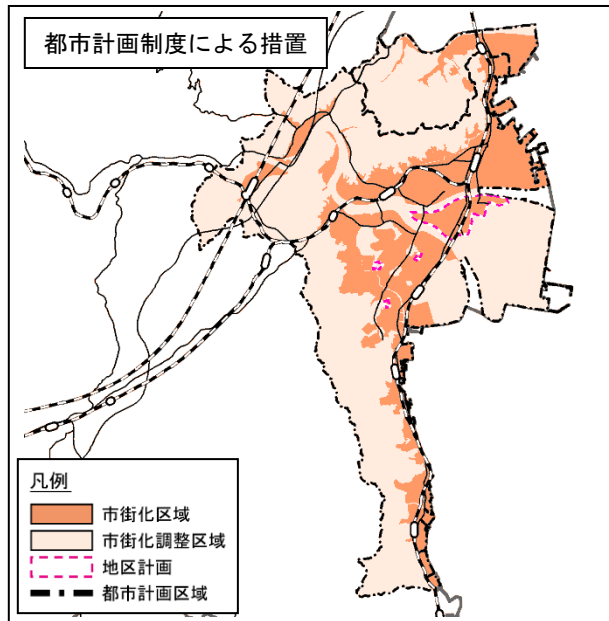 都市計画制度による措置
凡例
市街化区域
市街化調整区域
地区計画
都市計画区域